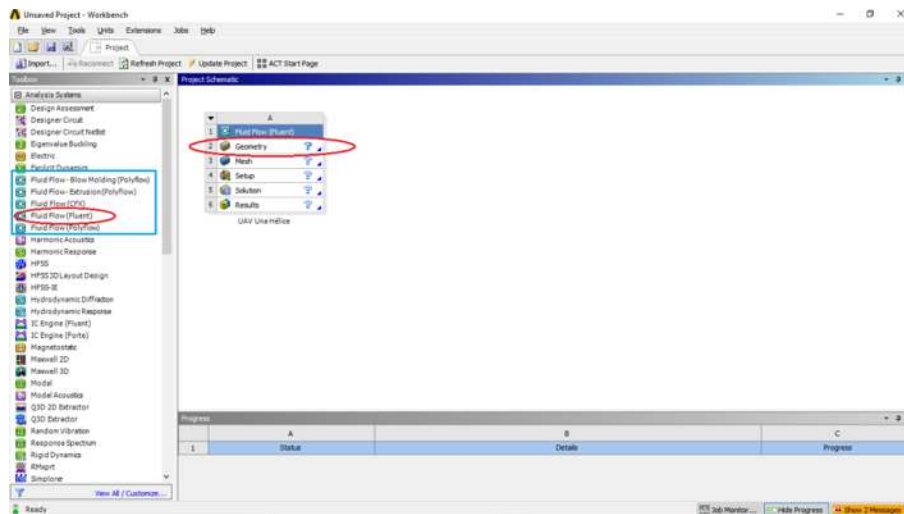 Unsaved Project - Workbench
File View Tools Units Extensions Jobs Help
Project
Import... Reconnect Refresh Project Update Project ACT Start Page
Toolbox
Project Schematic
Analysis Systems
Design Assessment
Designer Circuit
Designer Circuit Netlist
Eigenvalue Buckling
Electric
Explicit Dynamics
Fluid Flow - Blow Molding (Polyflow)
Fluid Flow - Extrusion (Polyflow)
Fluid Flow (CFX)
Fluid Flow (Fluent)
Fluid Flow (Polyflow)
Harmonic Acoustics
Harmonic Response
HFSS
HFSS 3D Layout Design
HFSS-IE
Hydrodynamic Diffraction
Hydrodynamic Response
IC Engine (Fluent)
IC Engine (Forte)
Magnetostatic
Maxwell 2D
Maxwell 3D
Modal
Modal Acoustics
Q3D 2D Extractor
Q3D Extractor
Random Vibration
Response Spectrum
Rigid Dynamics
RMxprt
Simplorer
View All / Customize...
A
1 Fluid Flow (Fluent)
2 Geometry
3 Mesh
4 Setup
5 Solution
6 Results
UAV Una Hélice
Progress
A B C
1 Status Details Progress
Ready
Job Monitor... Hide Progress Show 2 Messages